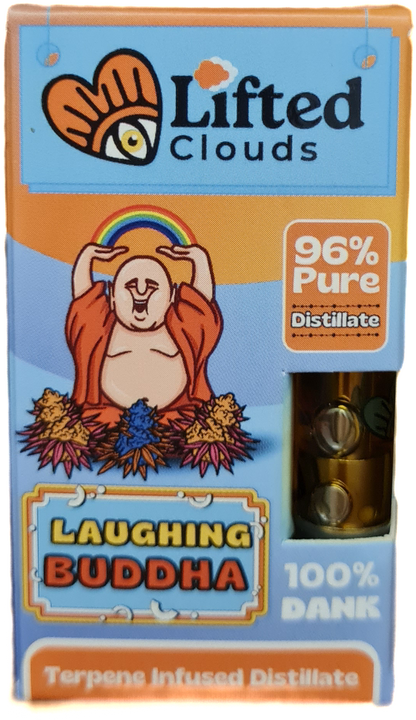 Lifted
Clouds
96%
Pure
Distillate
LAUGHING
BUDDHA
100%
DANK
Terpene Infused Distillate